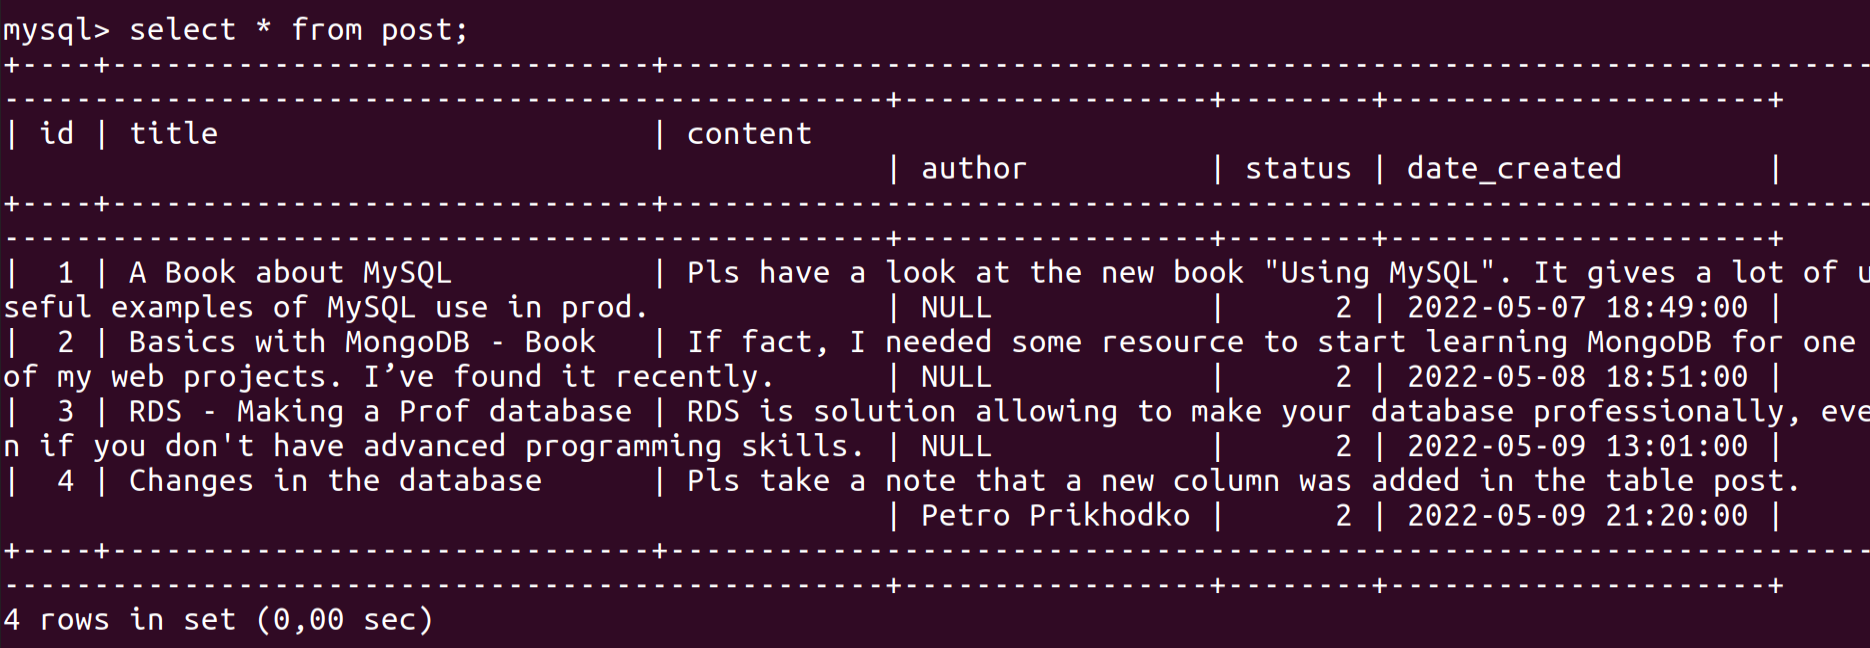 mysql> select * from post;
+----+------------------------------+-------------------------------------------------------------------
-------------------------------------------------+-----------------+--------+---------------------+
| id | title                        | content
                                                 | author          | status | date_created        |
+----+------------------------------+-------------------------------------------------------------------
-------------------------------------------------+-----------------+--------+---------------------+
|  1 | A Book about MySQL           | Pls have a look at the new book "Using MySQL". It gives a lot of u
seful examples of MySQL use in prod.             | NULL            |      2 | 2022-05-07 18:49:00 |
|  2 | Basics with MongoDB - Book   | If fact, I needed some resource to start learning MongoDB for one
of my web projects. I’ve found it recently.      | NULL            |      2 | 2022-05-08 18:51:00 |
|  3 | RDS - Making a Prof database | RDS is solution allowing to make your database professionally, eve
n if you don't have advanced programming skills. | NULL            |      2 | 2022-05-09 13:01:00 |
|  4 | Changes in the database      | Pls take a note that a new column was added in the table post.
                                                 | Petro Prikhodko |      2 | 2022-05-09 21:20:00 |
+----+------------------------------+-------------------------------------------------------------------
-------------------------------------------------+-----------------+--------+---------------------+
4 rows in set (0,00 sec)